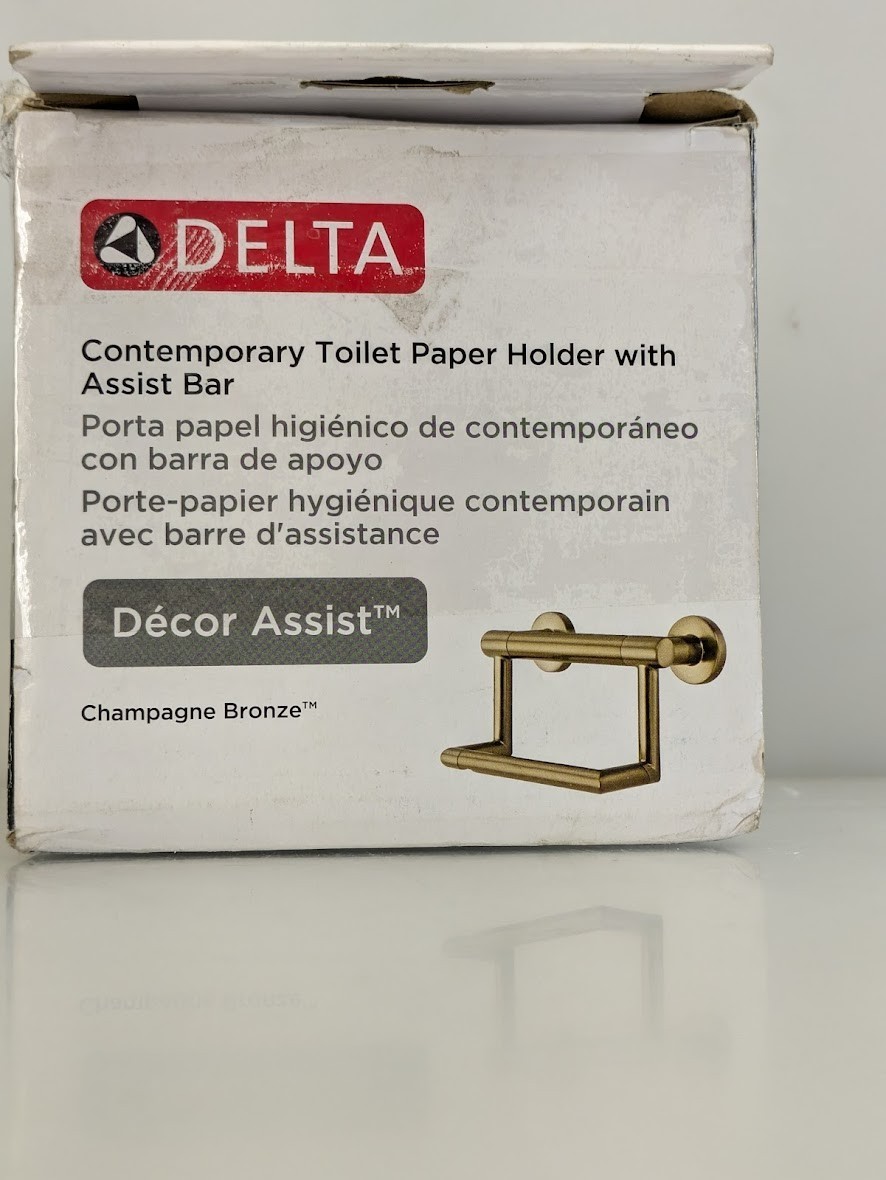 DELTA
Contemporary Toilet Paper Holder with
Assist Bar
Porta papel higiénico de contemporáneo
con barra de apoyo
Porte-papier hygiénique contemporain
avec barre d'assistance
Décor Assist™
Champagne Bronze™